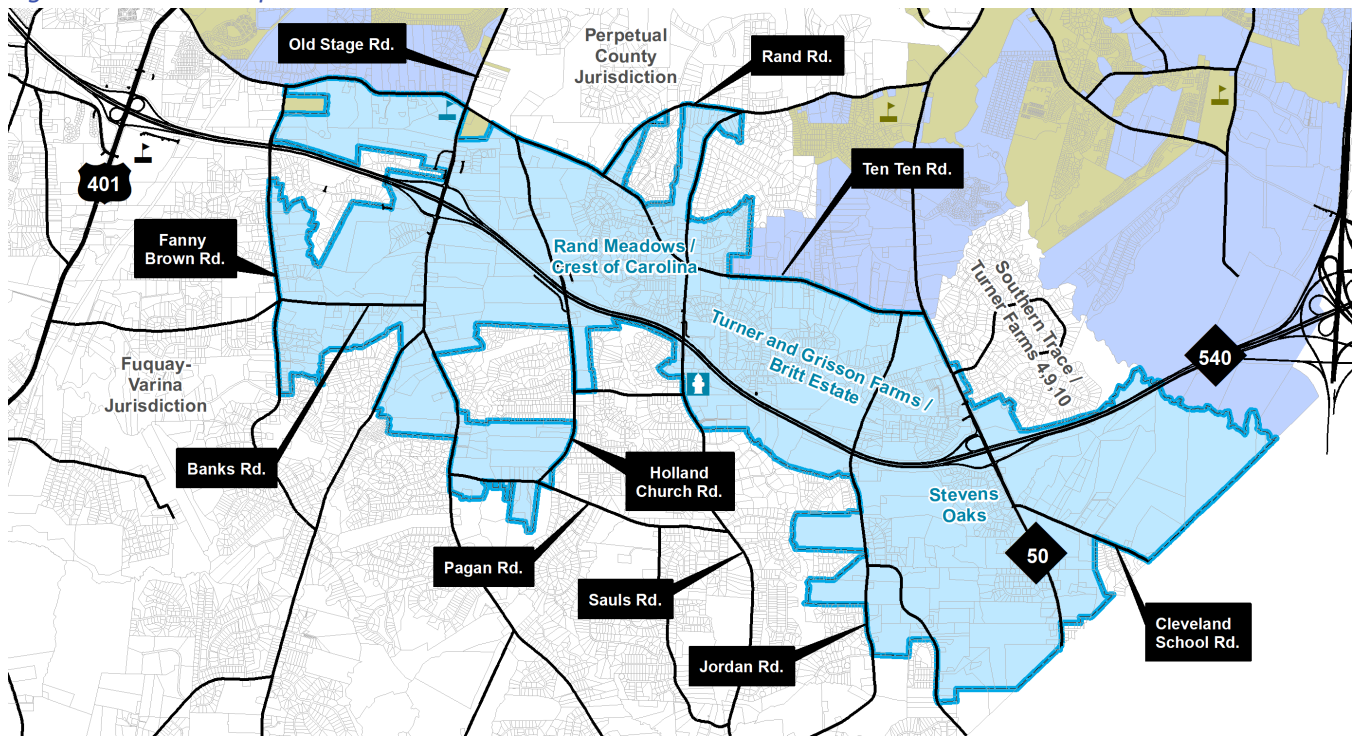 Old Stage Rd.
Perpetual
County
Jurisdiction
Rand Rd.
401
Ten Ten Rd.
Fanny
Brown Rd.
Rand Meadows /
Crest of Carolina
Southern Trace /
Turner Farms 4.9.10
Turner and Grisson Farms /
Britt Estate
540
Fuquay-
Varina
Jurisdiction
Banks Rd.
Holland
Church Rd.
Stevens
Oaks
50
Pagan Rd.
Sauls Rd.
Cleveland
School Rd.
Jordan Rd.